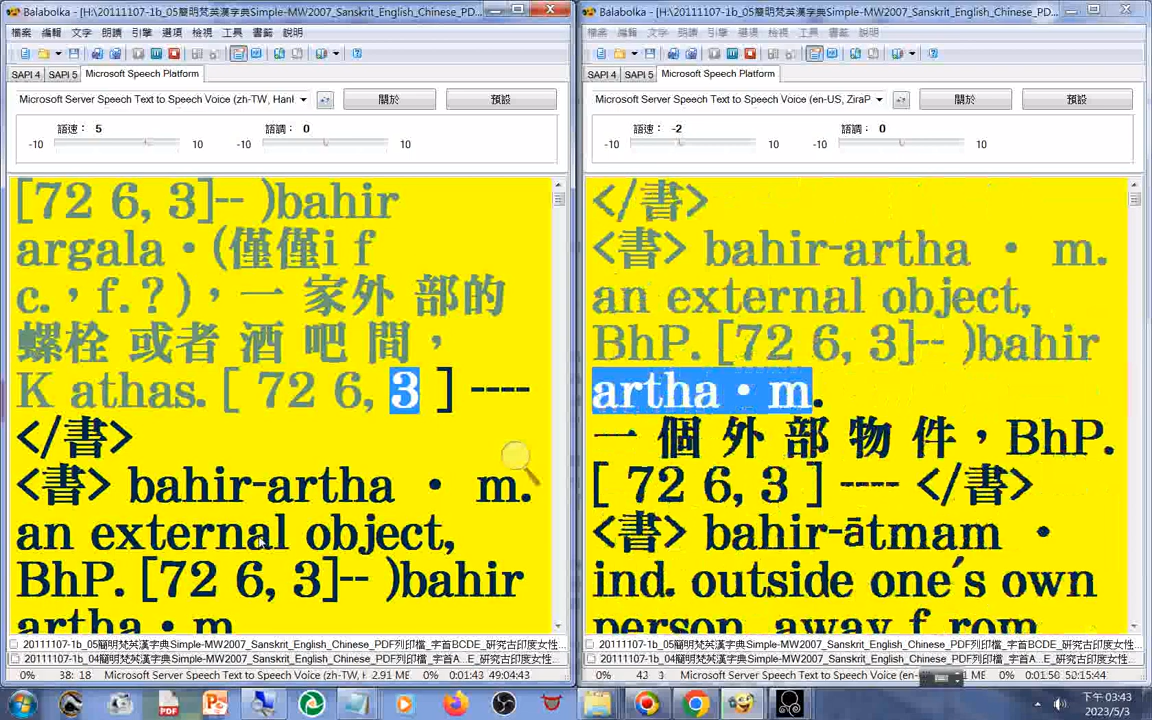 Balabolka - [H:\20111107-1b_05簡明梵英漢字典Simple-MW2007_Sanskrit_English_Chinese_PD...
檔案 編輯 文字 朗讀 引擎 選項 檢視 工具 書籤 說明
SAPI 4 SAPI 5 Microsoft Speech Platform
Microsoft Server Speech Text to Speech Voice (zh-TW, HanI
關於
預設
語速： 5
語調： 0
-10 10 -10 10
[72 6, 3]-- )bahir
argala・(僅僅i f
c.，f.？)，一 家外 部的
螺栓 或者 酒 吧 間，
K athas. [ 72 6, 3 ] ----
</書>
<書> bahir-artha ・ m.
an external object,
BhP. [72 6, 3]-- )bahir
artha・m
20111107-1b_05簡明梵英漢字典Simple-MW2007_Sanskrit_English_Chinese_PDF列印檔_字首BCDE_研究古印度女性...
20111107-1b_04簡明梵英漢字典Simple-MW2007_Sanskrit_English_Chinese_PDF列印檔_字首A...E_研究古印度女性...
0% 38: 18 Microsoft Server Speech Text to Speech Voice (zh-TW, H 2.91 ME 0% 0:01:43 49:04:43
Balabolka - [H:\20111107-1b_05簡明梵英漢字典Simple-MW2007_Sanskrit_English_Chinese_PD...
檔案 編輯 文字 朗讀 引擎 選項 檢視 工具 書籤 說明
SAPI 4 SAPI 5 Microsoft Speech Platform
Microsoft Server Speech Text to Speech Voice (en-US, ZiraP
關於
預設
語速： -2
語調： 0
-10 10 -10 10
</書>
<書> bahir-artha ・ m.
an external object,
BhP. [72 6, 3]-- )bahir
artha・m.
一 個 外 部 物 件，BhP.
[ 72 6, 3 ] ---- </書>
<書> bahir-ātmam ・
ind. outside one´s own
person, away f rom
20111107-1b_05簡明梵英漢字典Simple-MW2007_Sanskrit_English_Chinese_PDF列印檔_字首BCDE_研究古印度女性...
20111107-1b_04簡明梵英漢字典Simple-MW2007_Sanskrit_English_Chinese_PDF列印檔_字首A...E_研究古印度女性...
0% 43 Microsoft Server Speech Text to Speech Voice (en-US, ME 0% 0:01:50 50:15:44
PDF
下午 03:43
2023/5/3